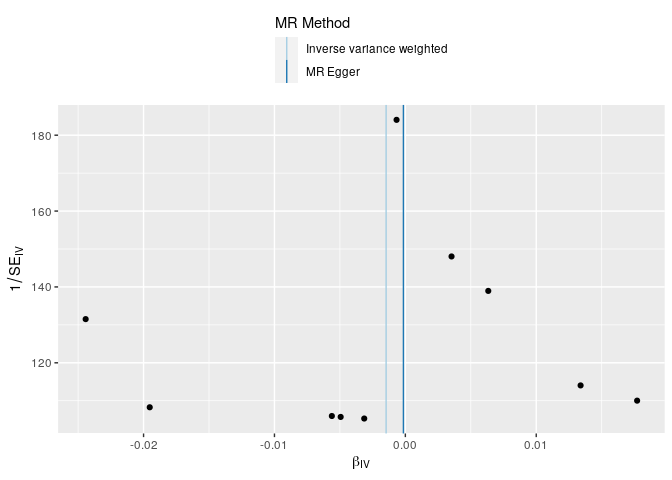 MR Method
Inverse variance weighted
MR Egger
180
160
140
120
1/SE_IV
-0.02 -0.01 0.00 0.01
β_IV